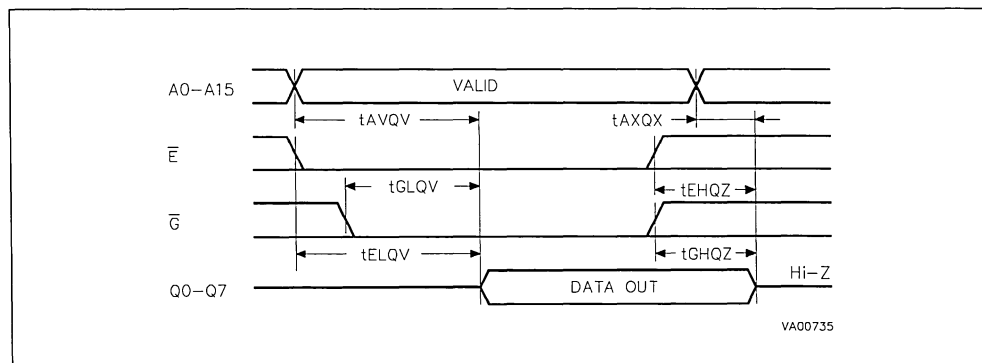 A0-A15
VALID
tAVQV
tAXQX
E
tGLQV
tEHQZ
G
tELQV
tGHQZ
Hi-Z
Q0-Q7
DATA OUT
VA00735